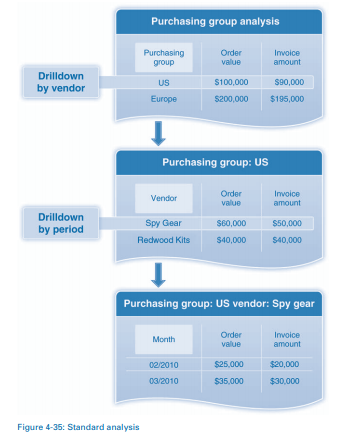 Purchasing group analysis
Purchasing group Order value Invoice amount
Drilldown by vendor
US $100,000 $90,000
Europe $200,000 $195,000
Purchasing group: US
Vendor Order value Invoice amount
Drilldown by period
Spy Gear $60,000 $50,000
Redwood Kits $40,000 $40,000
Purchasing group: US vendor: Spy gear
Month Order value Invoice amount
02/2010 $25,000 $20,000
03/2010 $35,000 $30,000
Figure 4-35: Standard analysis